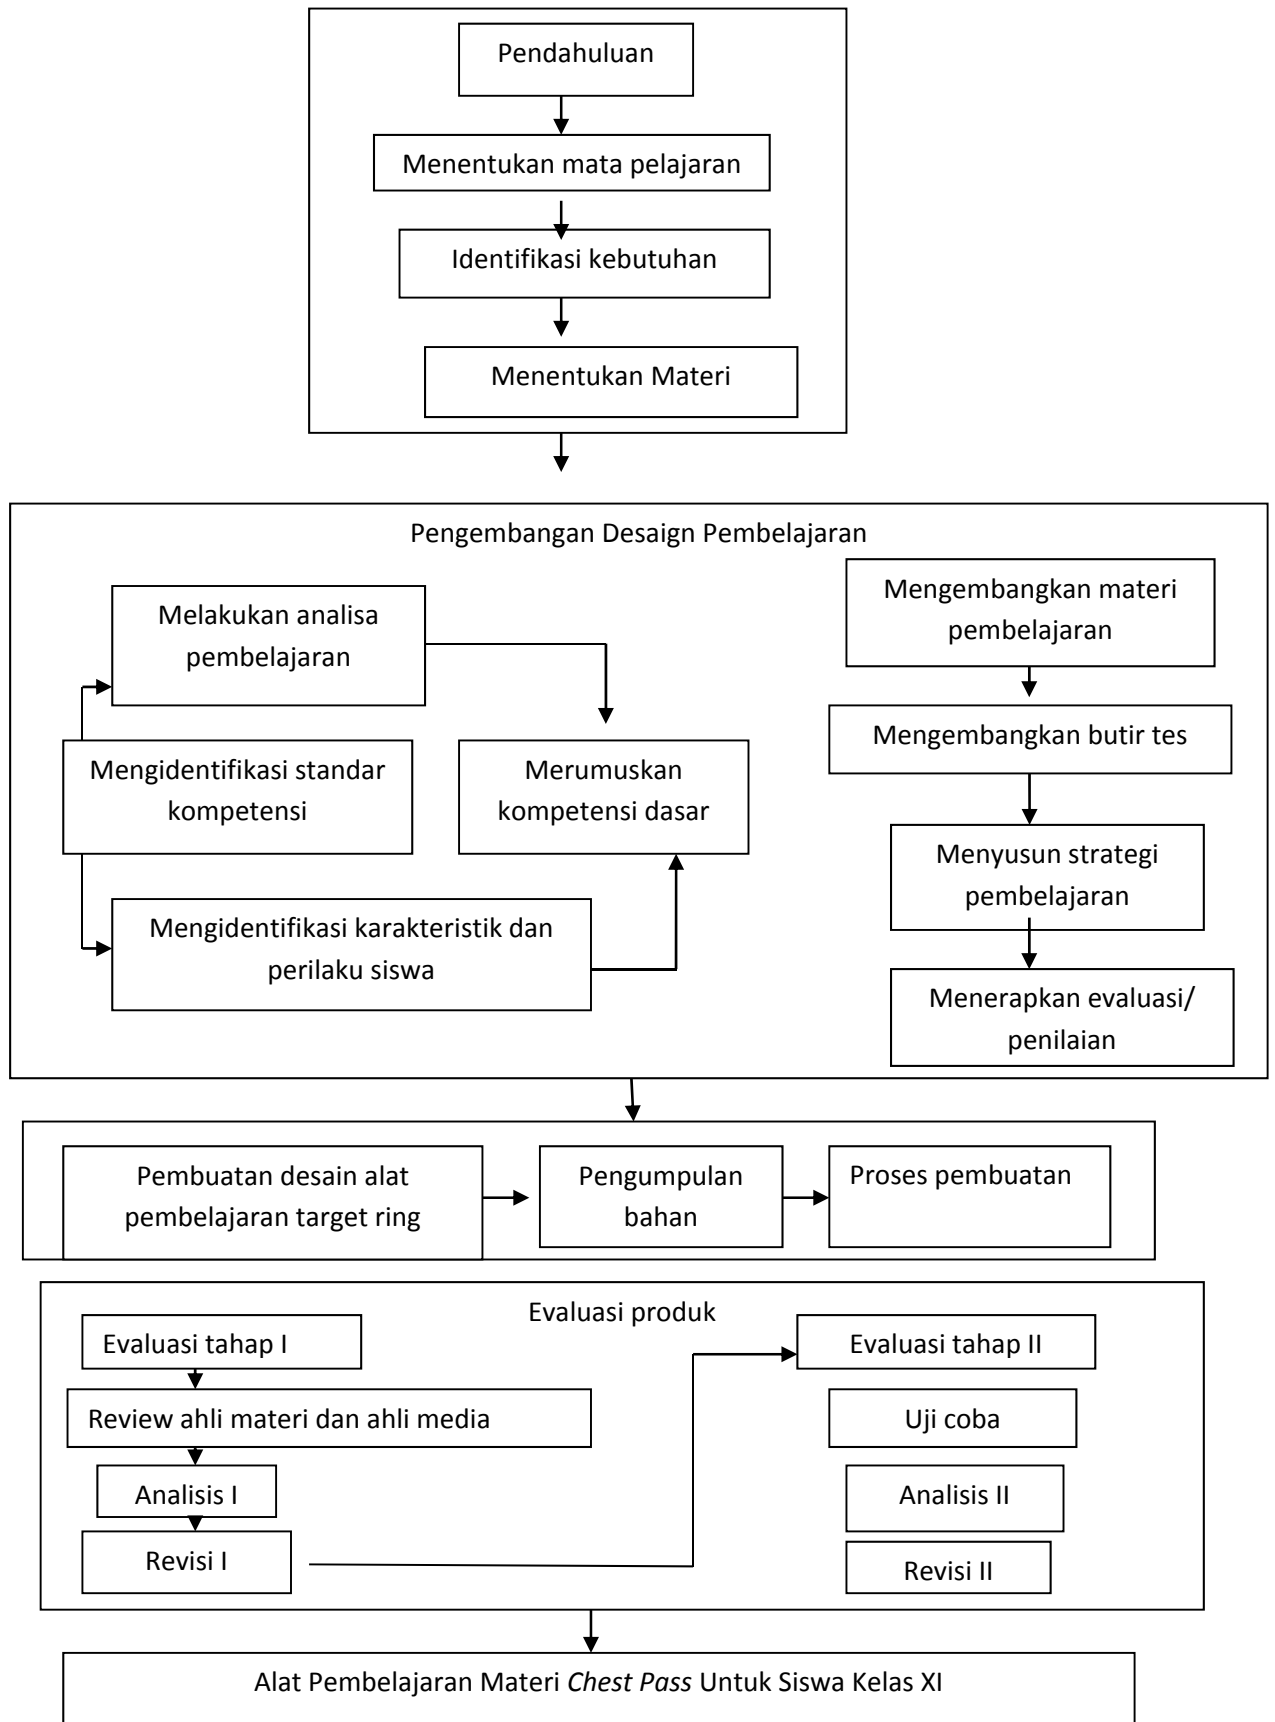 Pendahuluan
Menentukan mata pelajaran
Identifikasi kebutuhan
Menentukan Materi
Pengembangan Desaign Pembelajaran
Melakukan analisa
pembelajaran
Mengidentifikasi standar
kompetensi
Merumuskan
kompetensi dasar
Mengidentifikasi karakteristik dan
perilaku siswa
Mengembangkan materi
pembelajaran
Mengembangkan butir tes
Menyusun strategi
pembelajaran
Menerapkan evaluasi/
penilaian
Pembuatan desain alat
pembelajaran target ring
Pengumpulan
bahan
Proses pembuatan
Evaluasi produk
Evaluasi tahap I
Review ahli materi dan ahli media
Analisis I
Revisi I
Evaluasi tahap II
Uji coba
Analisis II
Revisi II
Alat Pembelajaran Materi Chest Pass Untuk Siswa Kelas XI